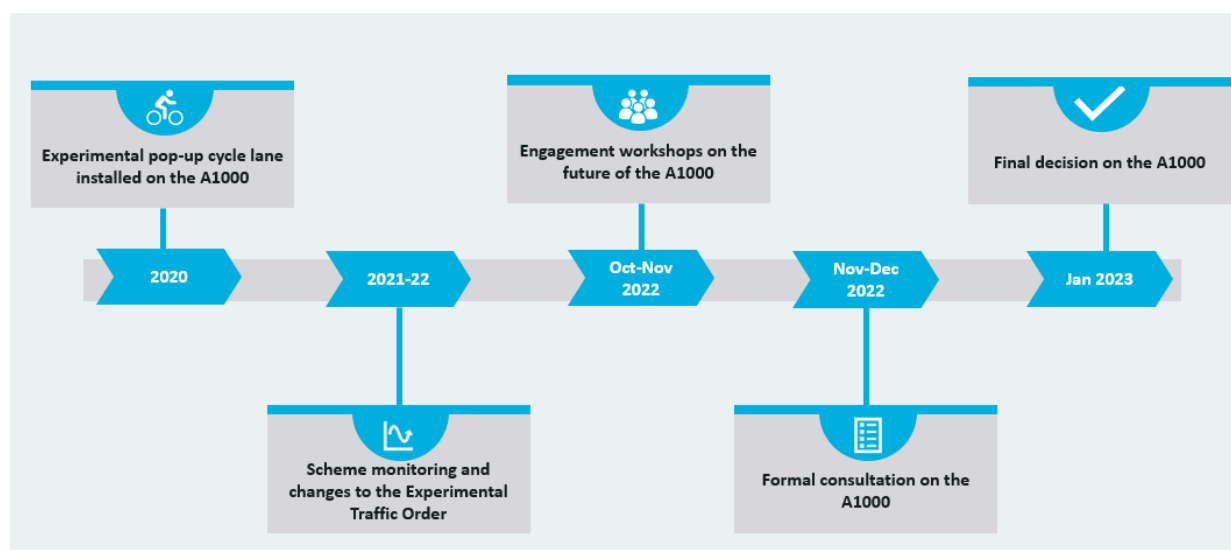 Experimental pop-up cycle lane
installed on the A1000
Engagement workshops on the
future of the A1000
Final decision on the A1000
2020
2021-22
Oct-Nov
2022
Nov-Dec
2022
Jan 2023
Scheme monitoring and
changes to the Experimental
Traffic Order
Formal consultation on the
A1000